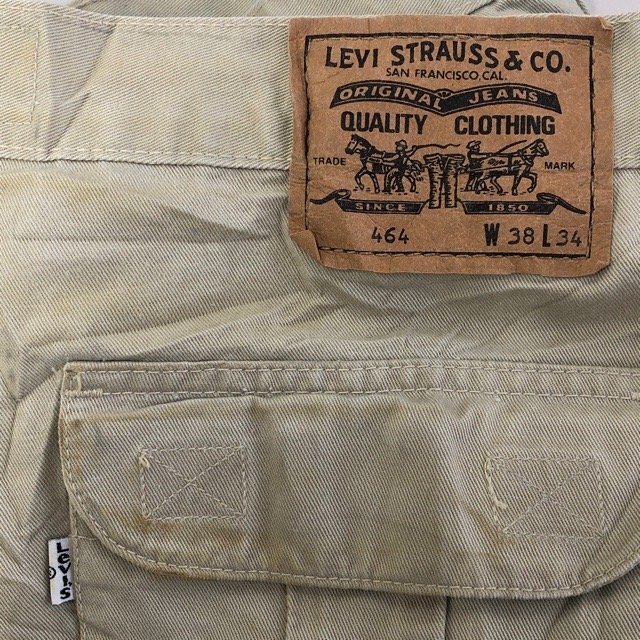 LEVI STRAUSS & CO.
SAN FRANCISCO, CAL.
ORIGINAL JEANS
QUALITY CLOTHING
TRADE MARK
SINCE 1850
464 W 38 L 34
Levi's ®